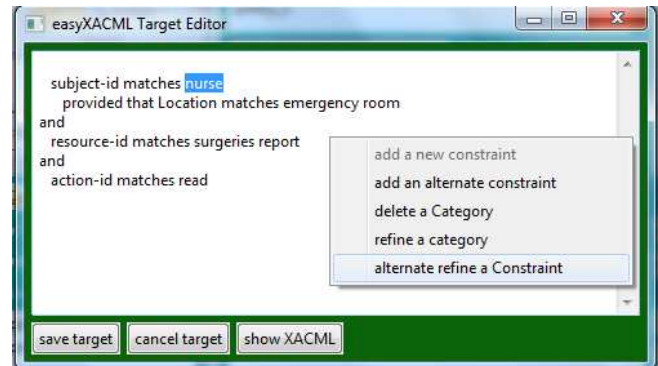 easyXACML Target Editor
subject-id matches nurse
provided that Location matches emergency room
and
resource-id matches surgeries report
and
action-id matches read
add a new constraint
add an alternate constraint
delete a Category
refine a category
alternate refine a Constraint
save target cancel target show XACML